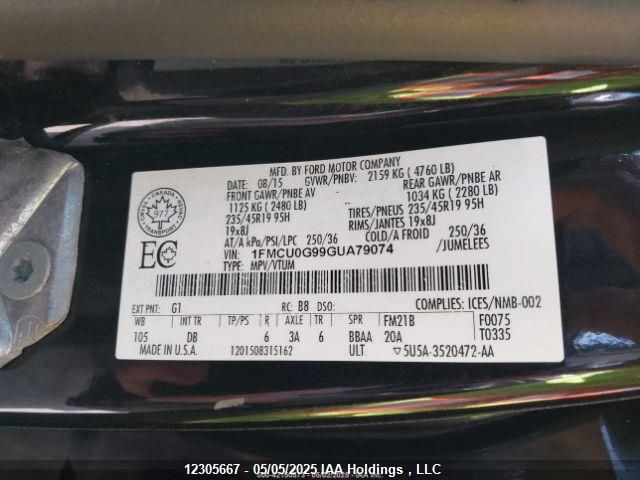 MFD. BY FORD MOTOR COMPANY
DATE: 08/15 GVWR/PNBV: 2159 KG ( 4760 LB)
FRONT GAWR/PNBE AV REAR GAWR/PNBE AR
1125 KG ( 2480 LB) 1034 KG ( 2280 LB)
235/45R19 95H TIRES/PNEUS 235/45R19 95H
19x8J RIMS/JANTES 19x8J
AT/A kPa/PSI/LPC 250/36 COLD/A FROID 250/36
VIN: 1FMCU0G99GUA79074 /JUMELEES
TYPE: MPV/VTUM
CANADA
977
TRANSPORT
EC
EXT PNT: G1 RC: B8 DSO: COMPLIES: ICES/NMB-002
WB INT TR TP/PS R AXLE TR SPR FM21B F0075
105 DB 6 3A 6 BBAA 20A T0335
MADE IN U.S.A. 1201508315162 ULT ▽5U5A-3520472-AA
12305667 - 05/05/2025 IAA Holdings , LLC